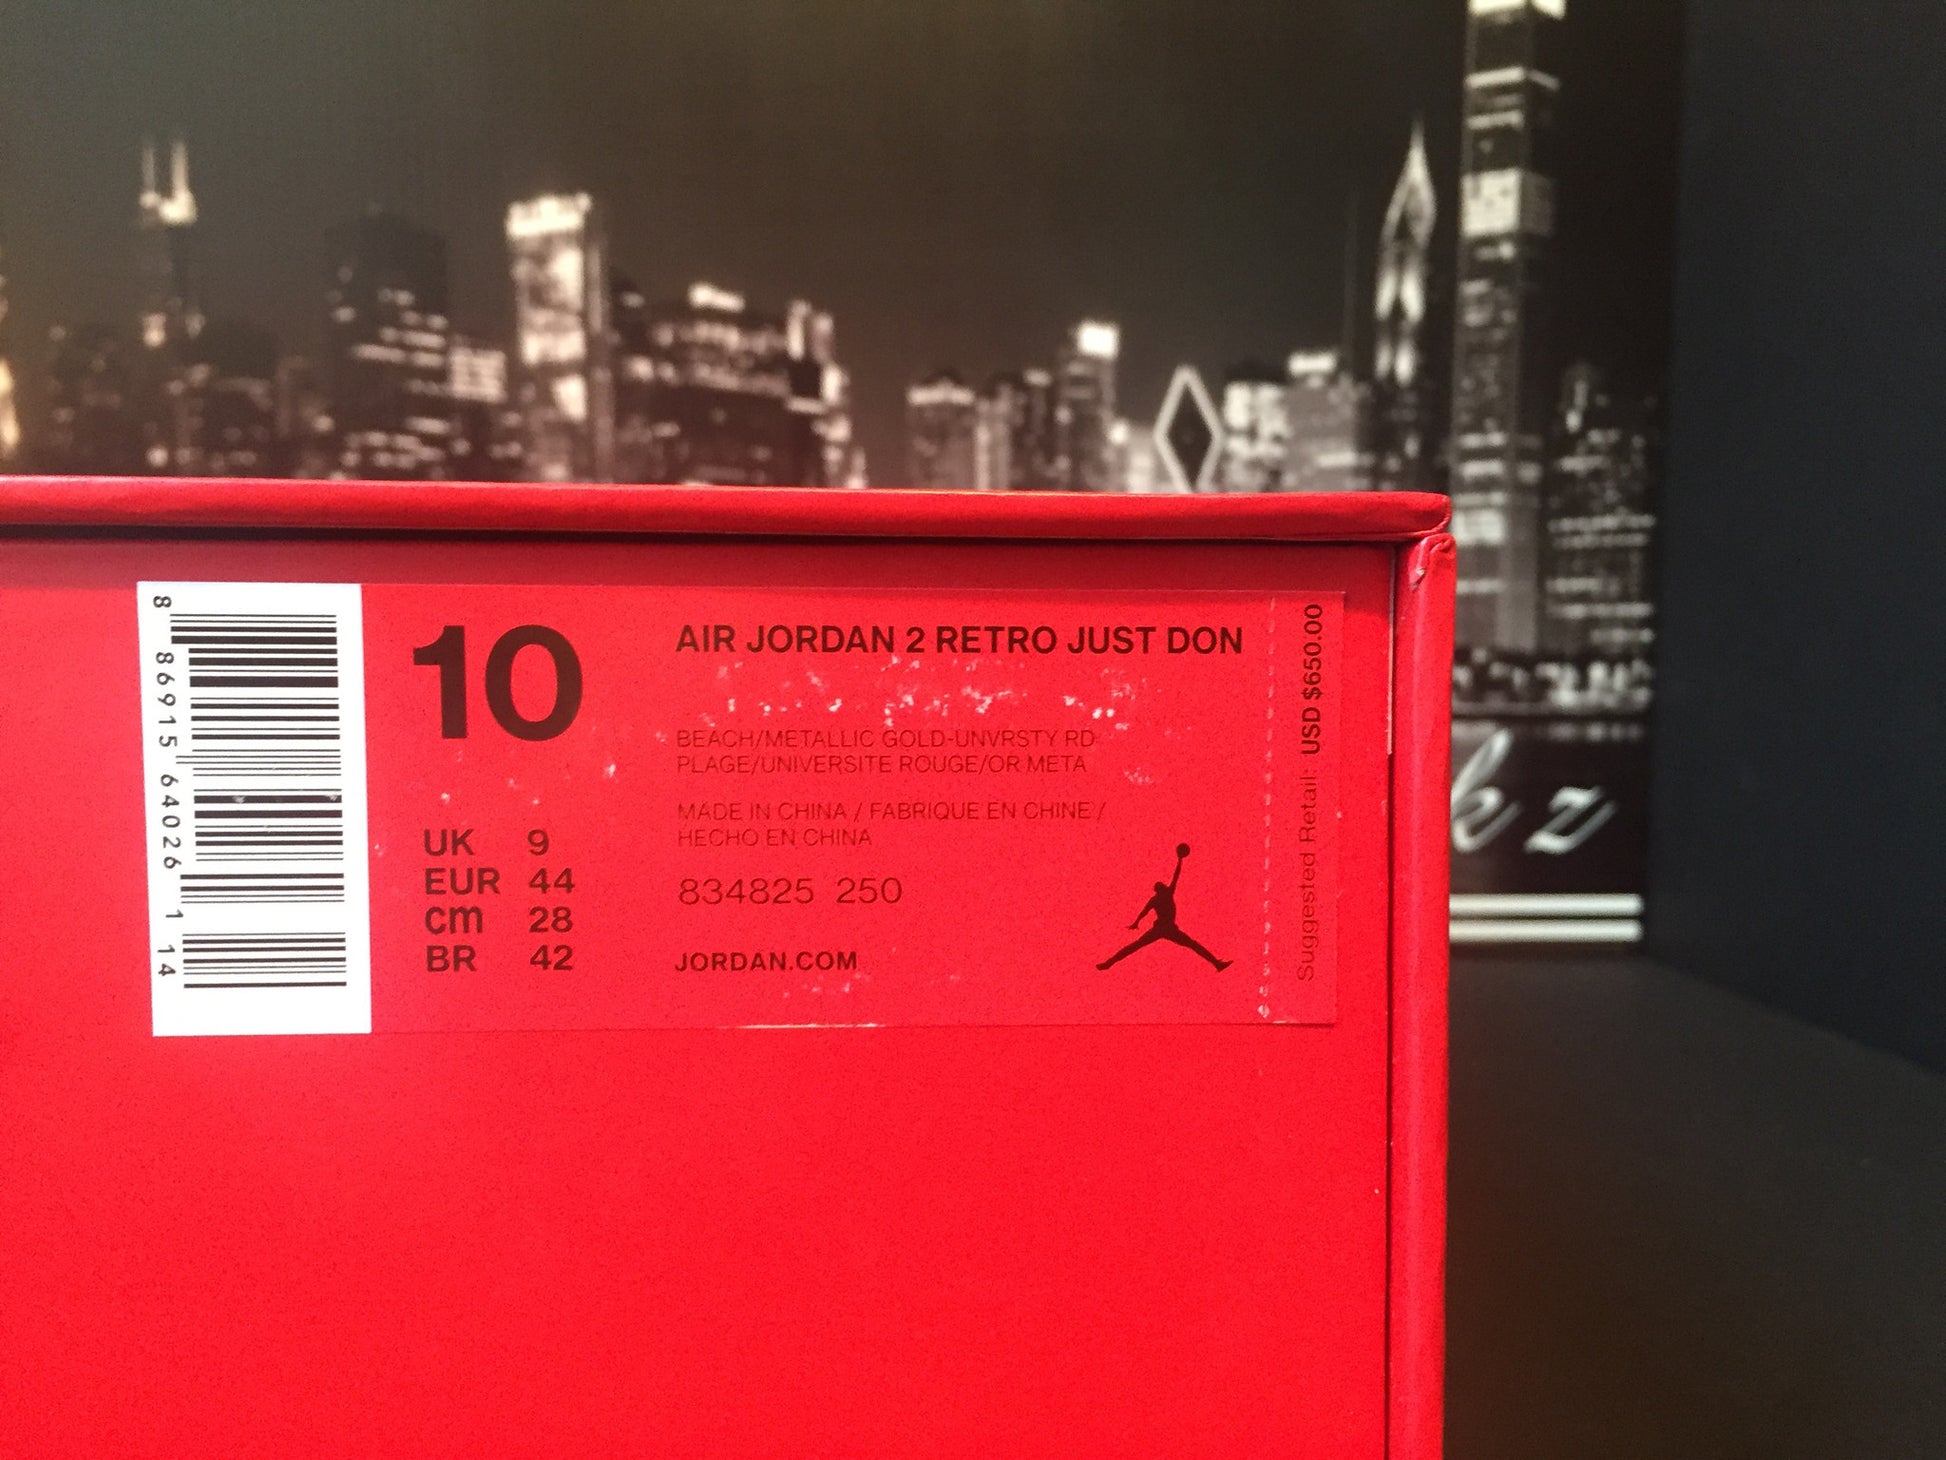 8 86915 64026 1 14
10
UK 9
EUR 44
cm 28
BR 42
AIR JORDAN 2 RETRO JUST DON
BEACH/METALLIC GOLD-UNVRSTY RD
PLAGE/UNIVERSITE ROUGE/OR META
MADE IN CHINA / FABRIQUE EN CHINE /
HECHO EN CHINA
834825 250
JORDAN.COM
Suggested Retail: USD $650.00
kz